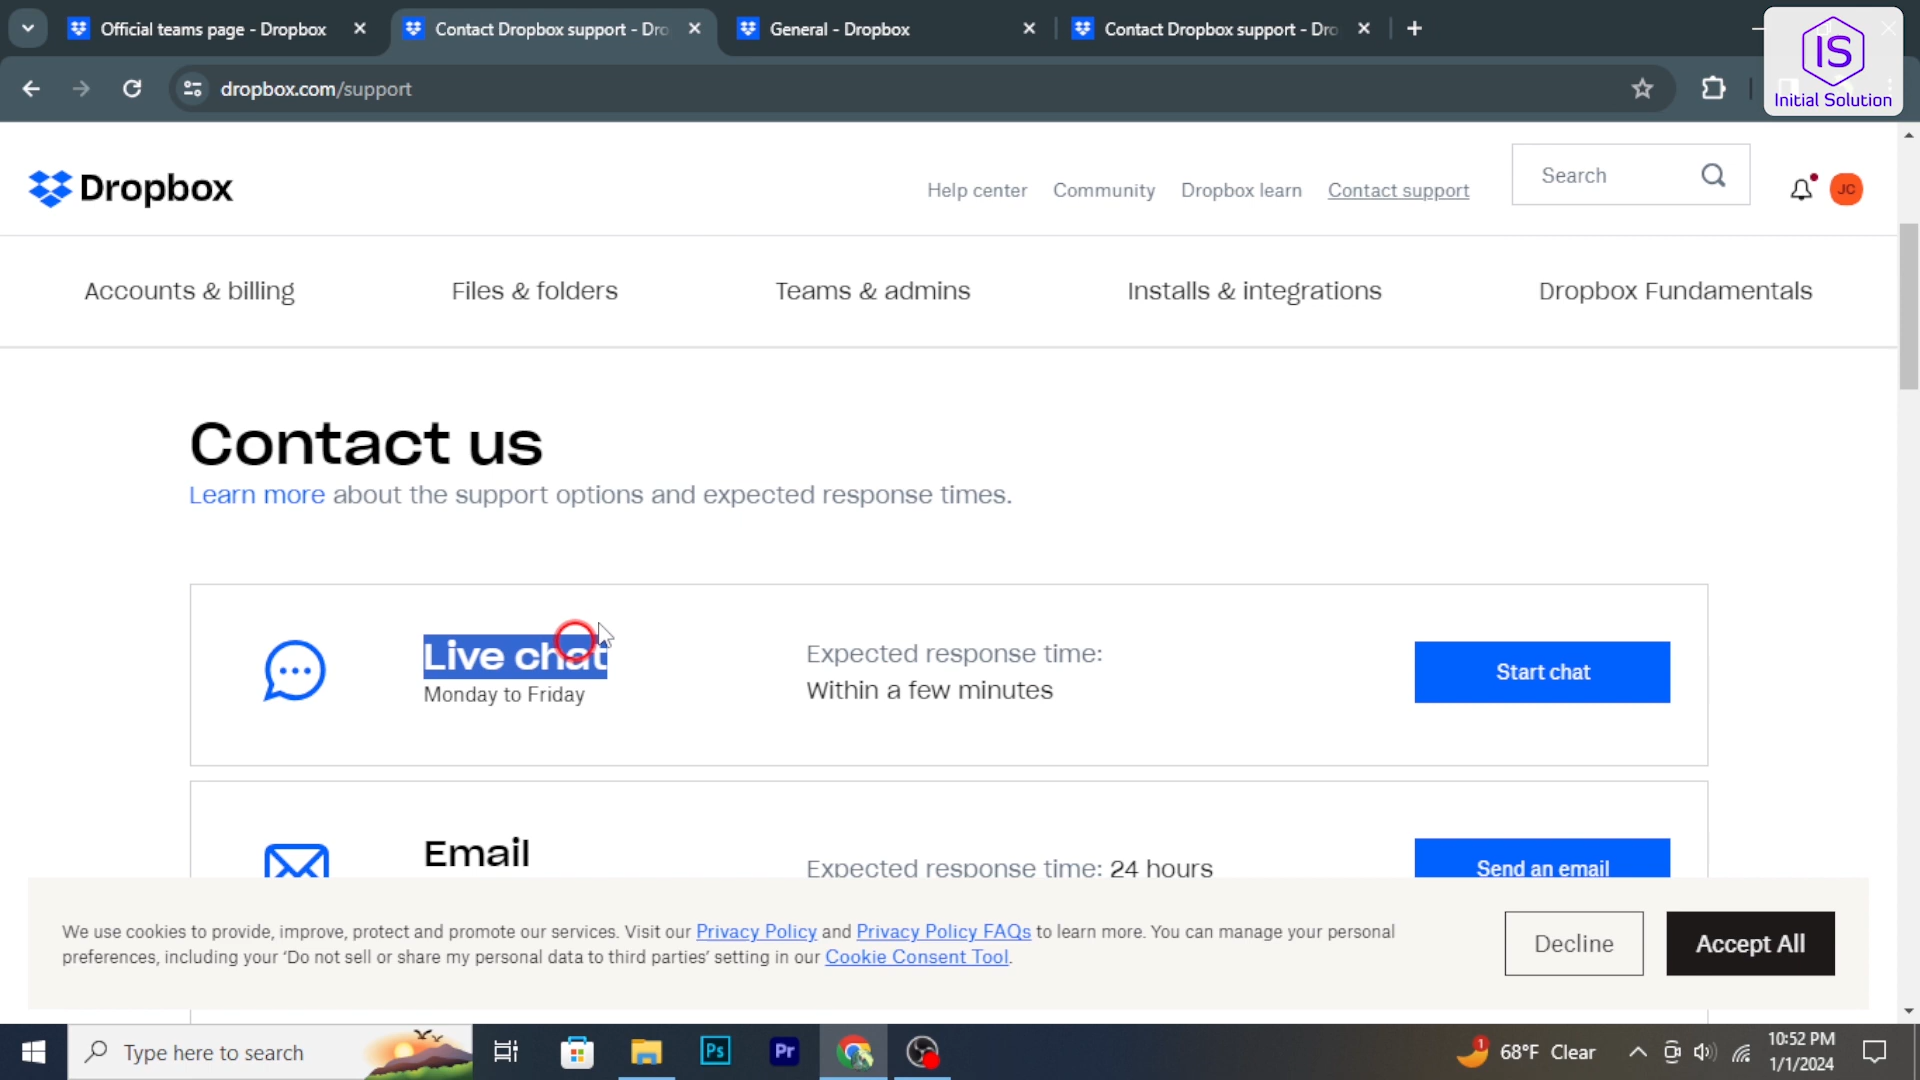 Official teams page - Dropbox
Contact Dropbox support - Dro
General - Dropbox
Contact Dropbox support - Dro
IS
Initial Solution
dropbox.com/support
Dropbox
Help center
Community
Dropbox learn
Contact support
Search
JC
Accounts & billing
Files & folders
Teams & admins
Installs & integrations
Dropbox Fundamentals
Contact us
Learn more about the support options and expected response times.
Live chat
Monday to Friday
Expected response time:
Within a few minutes
Start chat
Email
Expected response time: 24 hours
Send an email
We use cookies to provide, improve, protect and promote our services. Visit our Privacy Policy and Privacy Policy FAQs to learn more. You can manage your personal
preferences, including your ‘Do not sell or share my personal data to third parties’ setting in our Cookie Consent Tool.
Decline
Accept All
Type here to search
Ps
Pr
1
68°F Clear
10:52 PM
1/1/2024